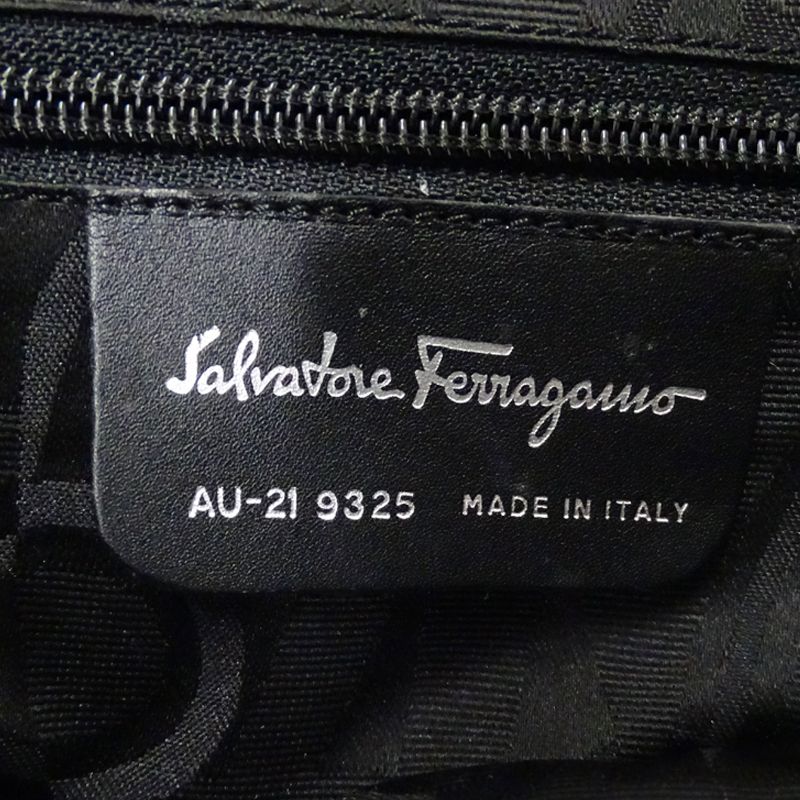 Salvatore Ferragamo
AU-21 9325 MADE IN ITALY